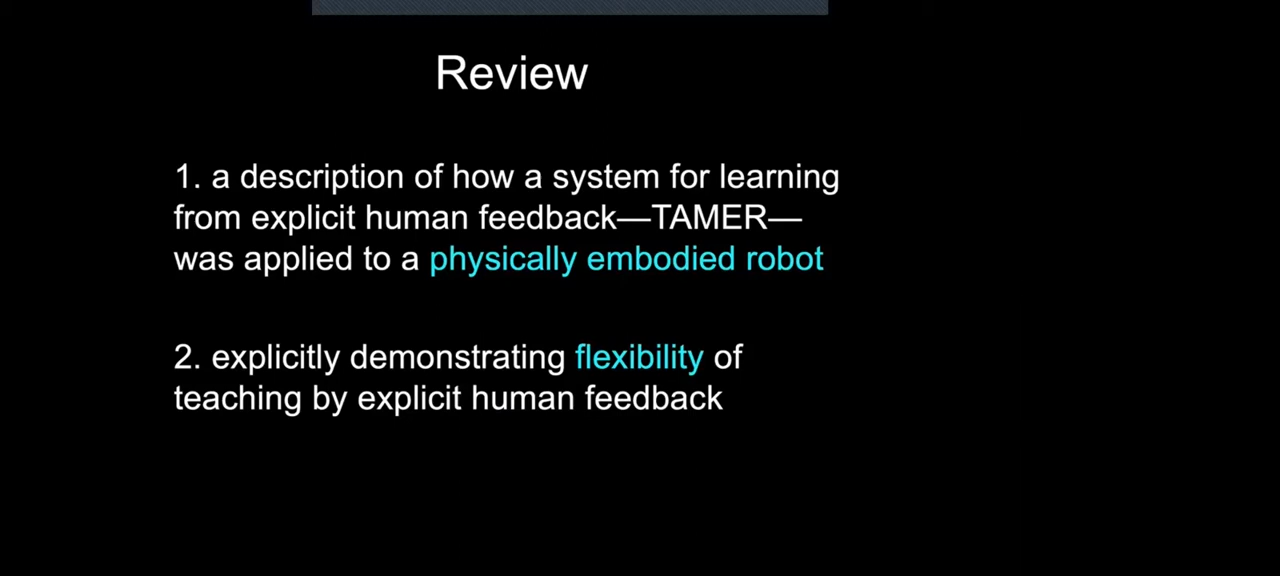 Review
1. a description of how a system for learning
from explicit human feedback—TAMER—
was applied to a physically embodied robot
2. explicitly demonstrating flexibility of
teaching by explicit human feedback